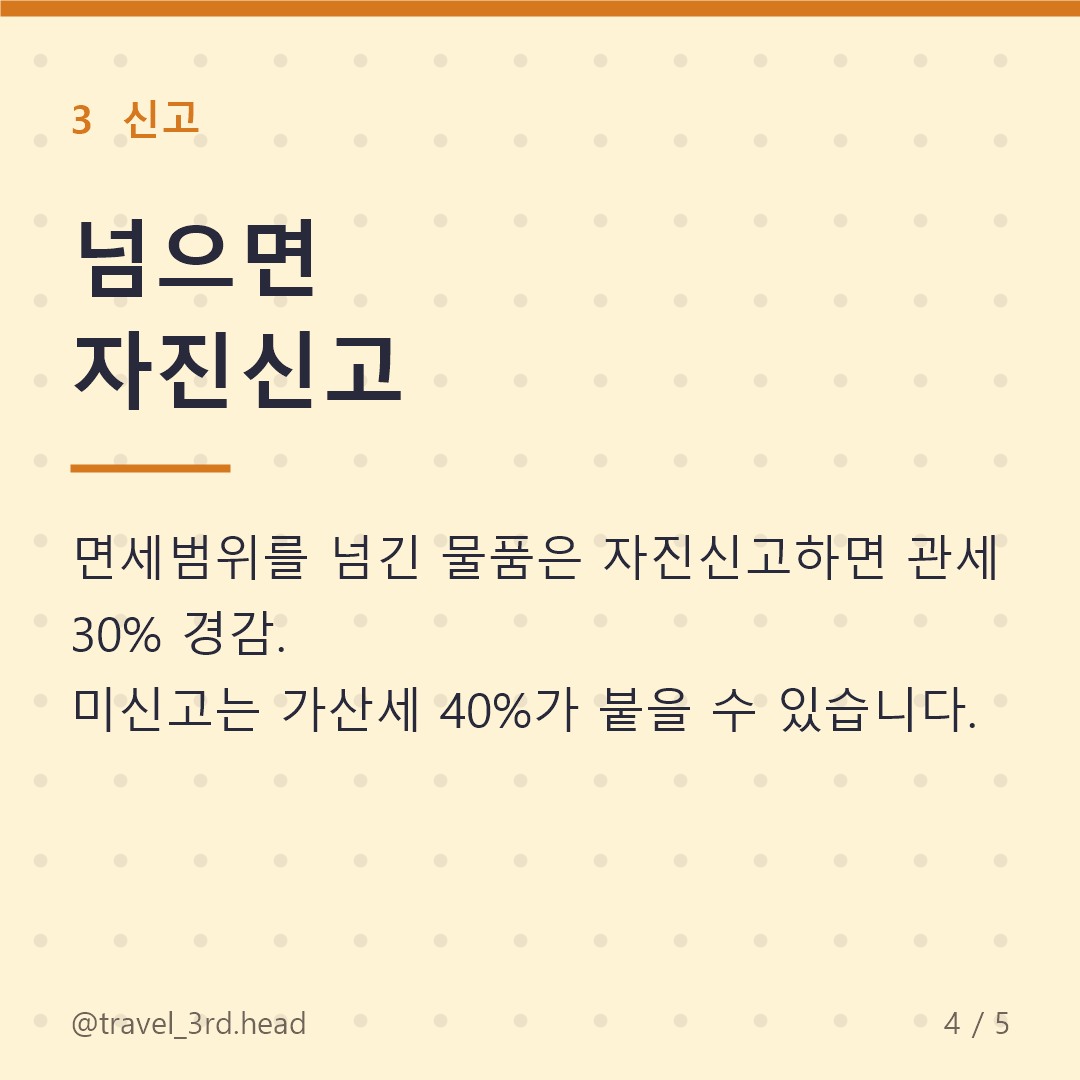 3 신고
넘으면
자진신고
면세범위를 넘긴 물품은 자진신고하면 관세
30% 경감.
미신고는 가산세 40%가 붙을 수 있습니다.
@travel_3rd.head
4 / 5